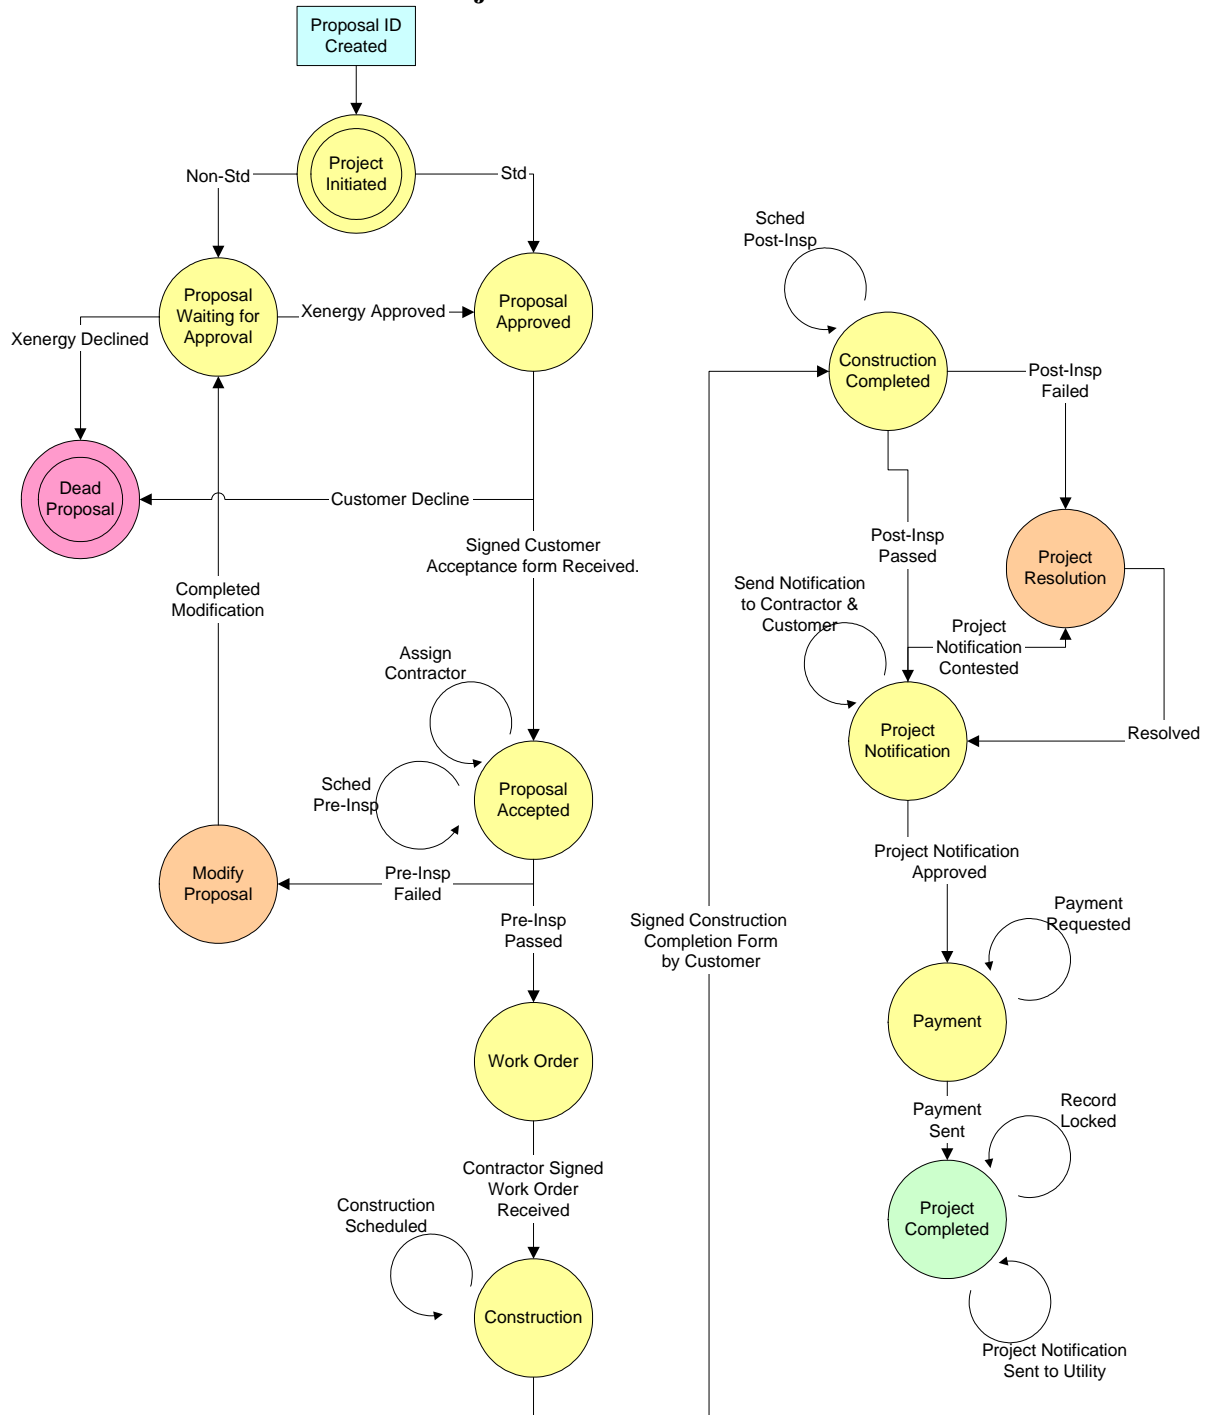 Proposal ID
Created
Project
Initiated
Non-Std
Std
Proposal
Waiting for
Approval
Xenergy Approved
Proposal
Approved
Xenergy Declined
Dead
Proposal
Customer Decline
Signed Customer
Acceptance form Received.
Completed
Modification
Assign
Contractor
Sched
Pre-Insp
Proposal
Accepted
Modify
Proposal
Pre-Insp
Failed
Pre-Insp
Passed
Work Order
Contractor Signed
Work Order
Received
Construction
Scheduled
Construction
Signed Construction
Completion Form
by Customer
Sched
Post-Insp
Construction
Completed
Post-Insp
Failed
Post-Insp
Passed
Project
Resolution
Send Notification
to Contractor &
Customer
Project
Notification
Contested
Project
Notification
Resolved
Project Notification
Approved
Payment
Requested
Payment
Payment
Sent
Record
Locked
Project
Completed
Project Notification
Sent to Utility